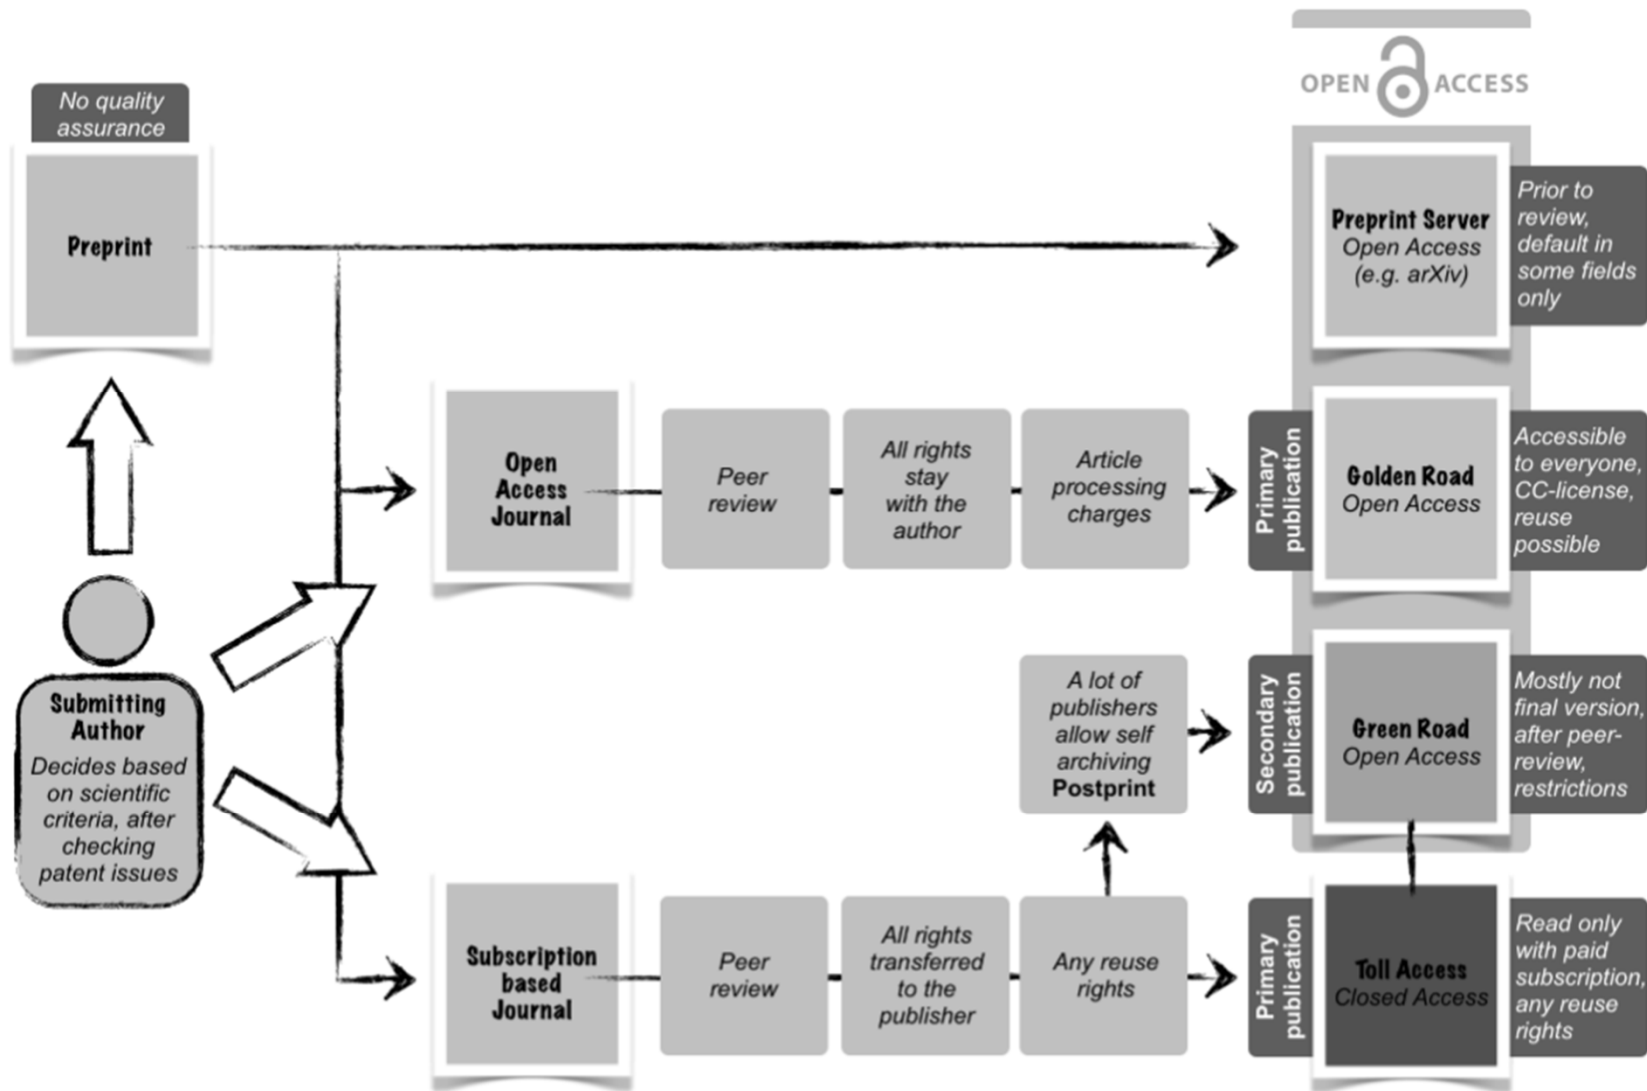 OPEN ACCESS
No quality
assurance
Preprint
Preprint Server
Open Access
(e.g. arXiv)
Prior to
review,
default in
some fields
only
Open
Access
Journal
Peer
review
All rights
stay
with the
author
Article
processing
charges
Primary
publication
Golden Road
Open Access
Accessible
to everyone,
CC-license,
reuse
possible
Submitting
Author
Decides based
on scientific
criteria, after
checking
patent issues
A lot of
publishers
allow self
archiving
Postprint
Secondary
publication
Green Road
Open Access
Mostly not
final version,
after peer-
review,
restrictions
Subscription
based
Journal
Peer
review
All rights
transferred
to the
publisher
Any reuse
rights
Primary
publication
Toll Access
Closed Access
Read only
with paid
subscription,
any reuse
rights